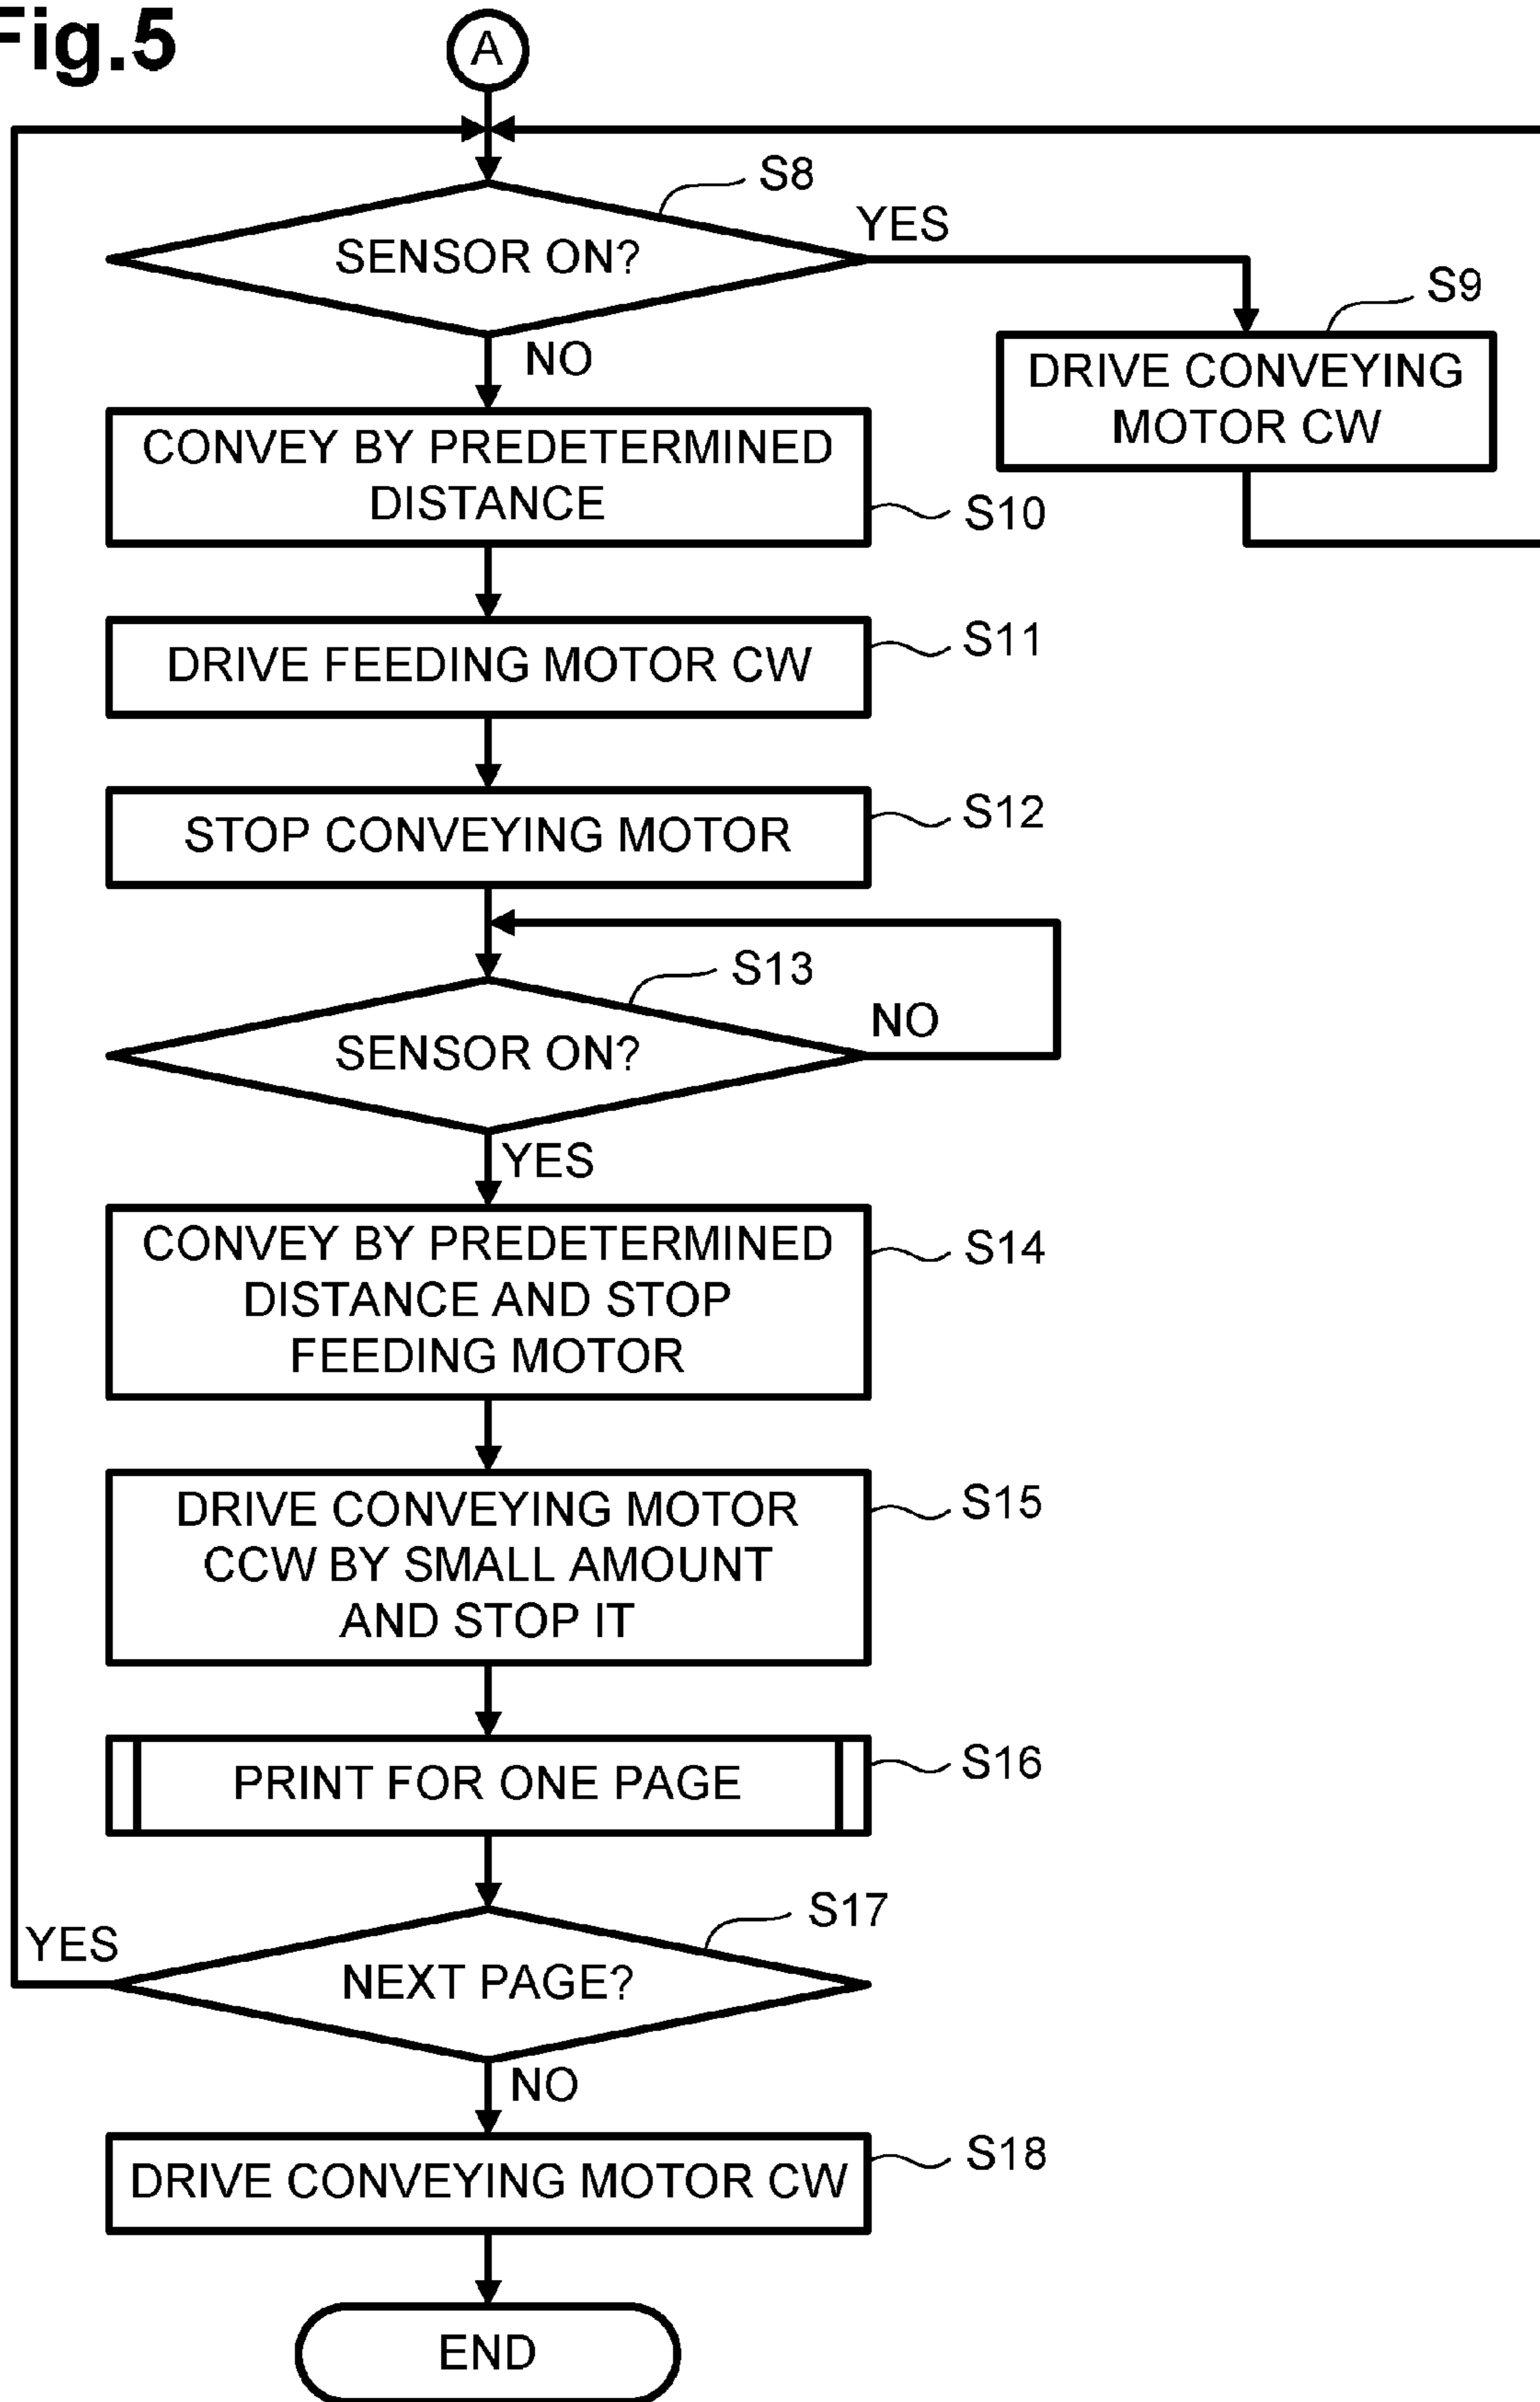 Fig.5
A
S8
SENSOR ON?
YES
S9
DRIVE CONVEYING
MOTOR CW
NO
CONVEY BY PREDETERMINED
DISTANCE
S10
DRIVE FEEDING MOTOR CW
S11
STOP CONVEYING MOTOR
S12
S13
SENSOR ON?
NO
YES
CONVEY BY PREDETERMINED
DISTANCE AND STOP
FEEDING MOTOR
S14
DRIVE CONVEYING MOTOR
CCW BY SMALL AMOUNT
AND STOP IT
S15
PRINT FOR ONE PAGE
S16
S17
YES
NEXT PAGE?
NO
DRIVE CONVEYING MOTOR CW
S18
END